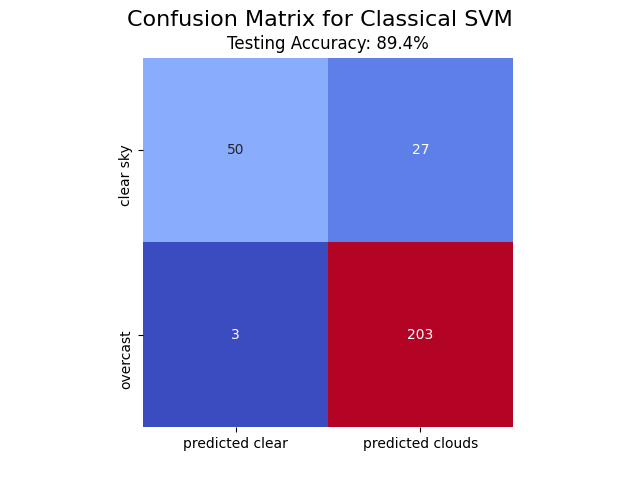 Confusion Matrix for Classical SVM
Testing Accuracy: 89.4%
clear sky
50
27
overcast
3
203
predicted clear
predicted clouds